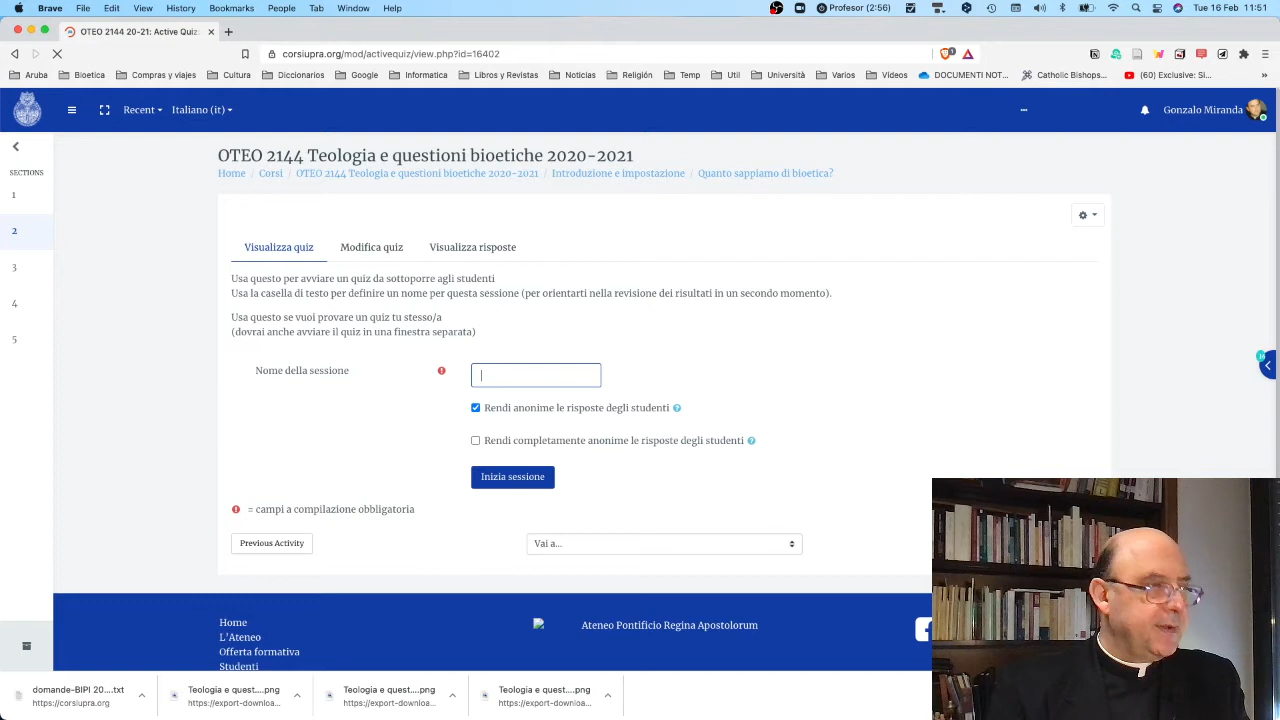 Brave
File
Edit
View
History
Bookmarks
People
Tab
Window
Help
Profesor (2:56)
Tue 16 Feb 11:51
OTEO 2144 20-21: Active Quiz:
corsiupra.org/mod/activequiz/view.php?id=16402
Aruba
Bioetica
Compras y viajes
Cultura
Diccionarios
Google
Informatica
Libros y Revistas
Noticias
Religión
Temp
Util
Università
Varios
Vídeos
DOCUMENTI NOT...
Catholic Bishops...
(60) Exclusive: Sl...
Recent
Italiano (it)
Gonzalo Miranda
SECTIONS
1
2
3
4
5
OTEO 2144 Teologia e questioni bioetiche 2020-2021
Home / Corsi / OTEO 2144 Teologia e questioni bioetiche 2020-2021 / Introduzione e impostazione / Quanto sappiamo di bioetica?
Visualizza quiz
Modifica quiz
Visualizza risposte
Usa questo per avviare un quiz da sottoporre agli studenti
Usa la casella di testo per definire un nome per questa sessione (per orientarti nella revisione dei risultati in un secondo momento).
Usa questo se vuoi provare un quiz tu stesso/a
(dovrai anche avviare il quiz in una finestra separata)
Nome della sessione
Rendi anonime le risposte degli studenti
Rendi completamente anonime le risposte degli studenti
Inizia sessione
= campi a compilazione obbligatoria
Previous Activity
Vai a...
Home
L'Ateneo
Offerta formativa
Studenti
Ateneo Pontificio Regina Apostolorum
domande-BIPI 20....txt
https://corsiupra.org
Teologia e quest....png
https://export-downloa...
Teologia e quest....png
https://export-downloa...
Teologia e quest....png
https://export-downloa...